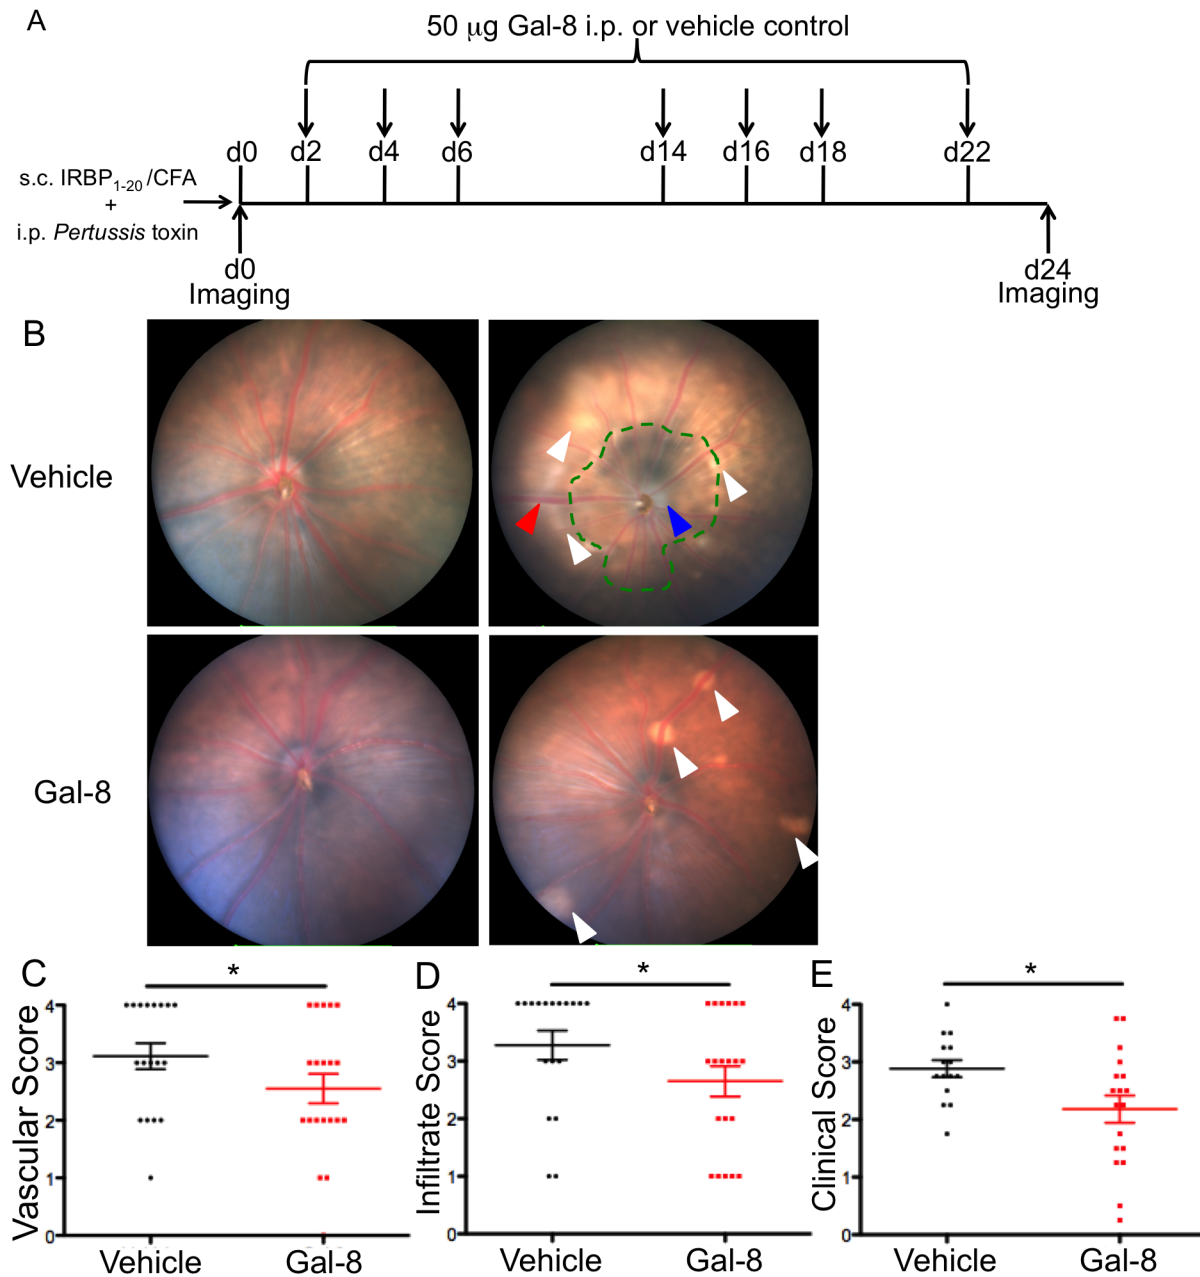 A
50 μg Gal-8 i.p. or vehicle control
d0 d2 d4 d6 d14 d16 d18 d22
s.c. IRBP1-20/CFA
+
i.p. Pertussis toxin
d0
Imaging
d24
Imaging
B
Vehicle
Gal-8
C
*
Vascular Score
4
3
2
1
0
Vehicle Gal-8
D
*
Infiltrate Score
4
3
2
1
0
Vehicle Gal-8
E
*
Clinical Score
4
3
2
1
0
Vehicle Gal-8